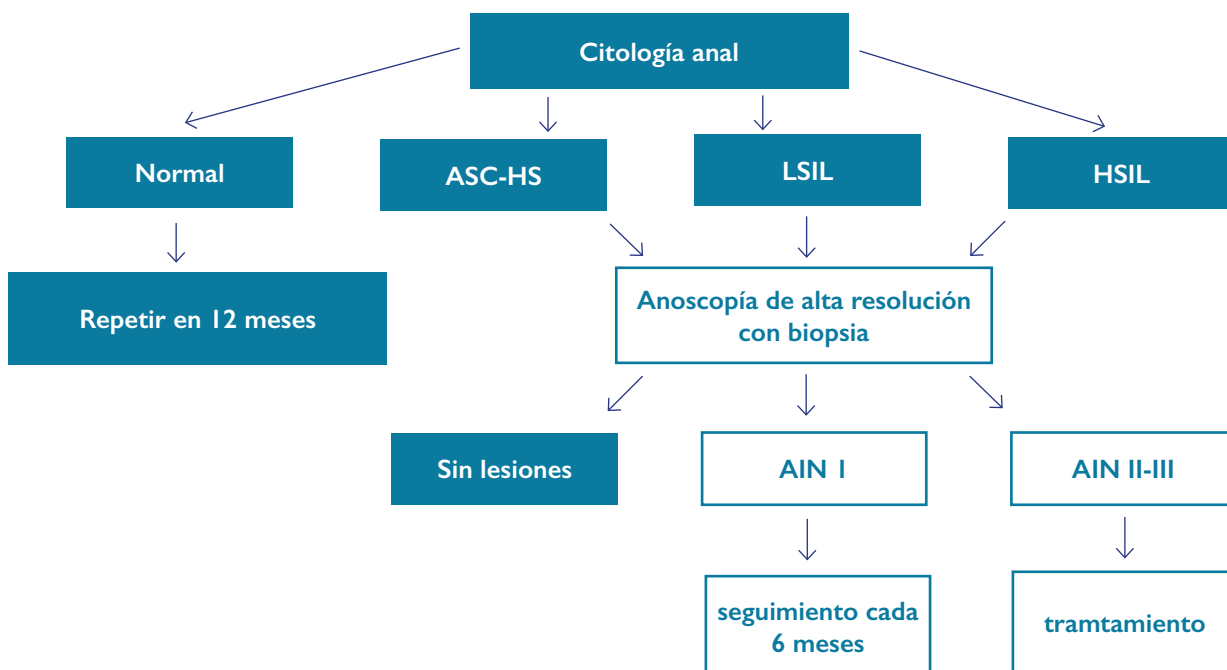 Citología anal
Normal
ASC-HS
LSIL
HSIL
Repetir en 12 meses
Anoscopía de alta resolución
con biopsia
Sin lesiones
AIN I
AIN II-III
seguimiento cada
6 meses
tramtamiento